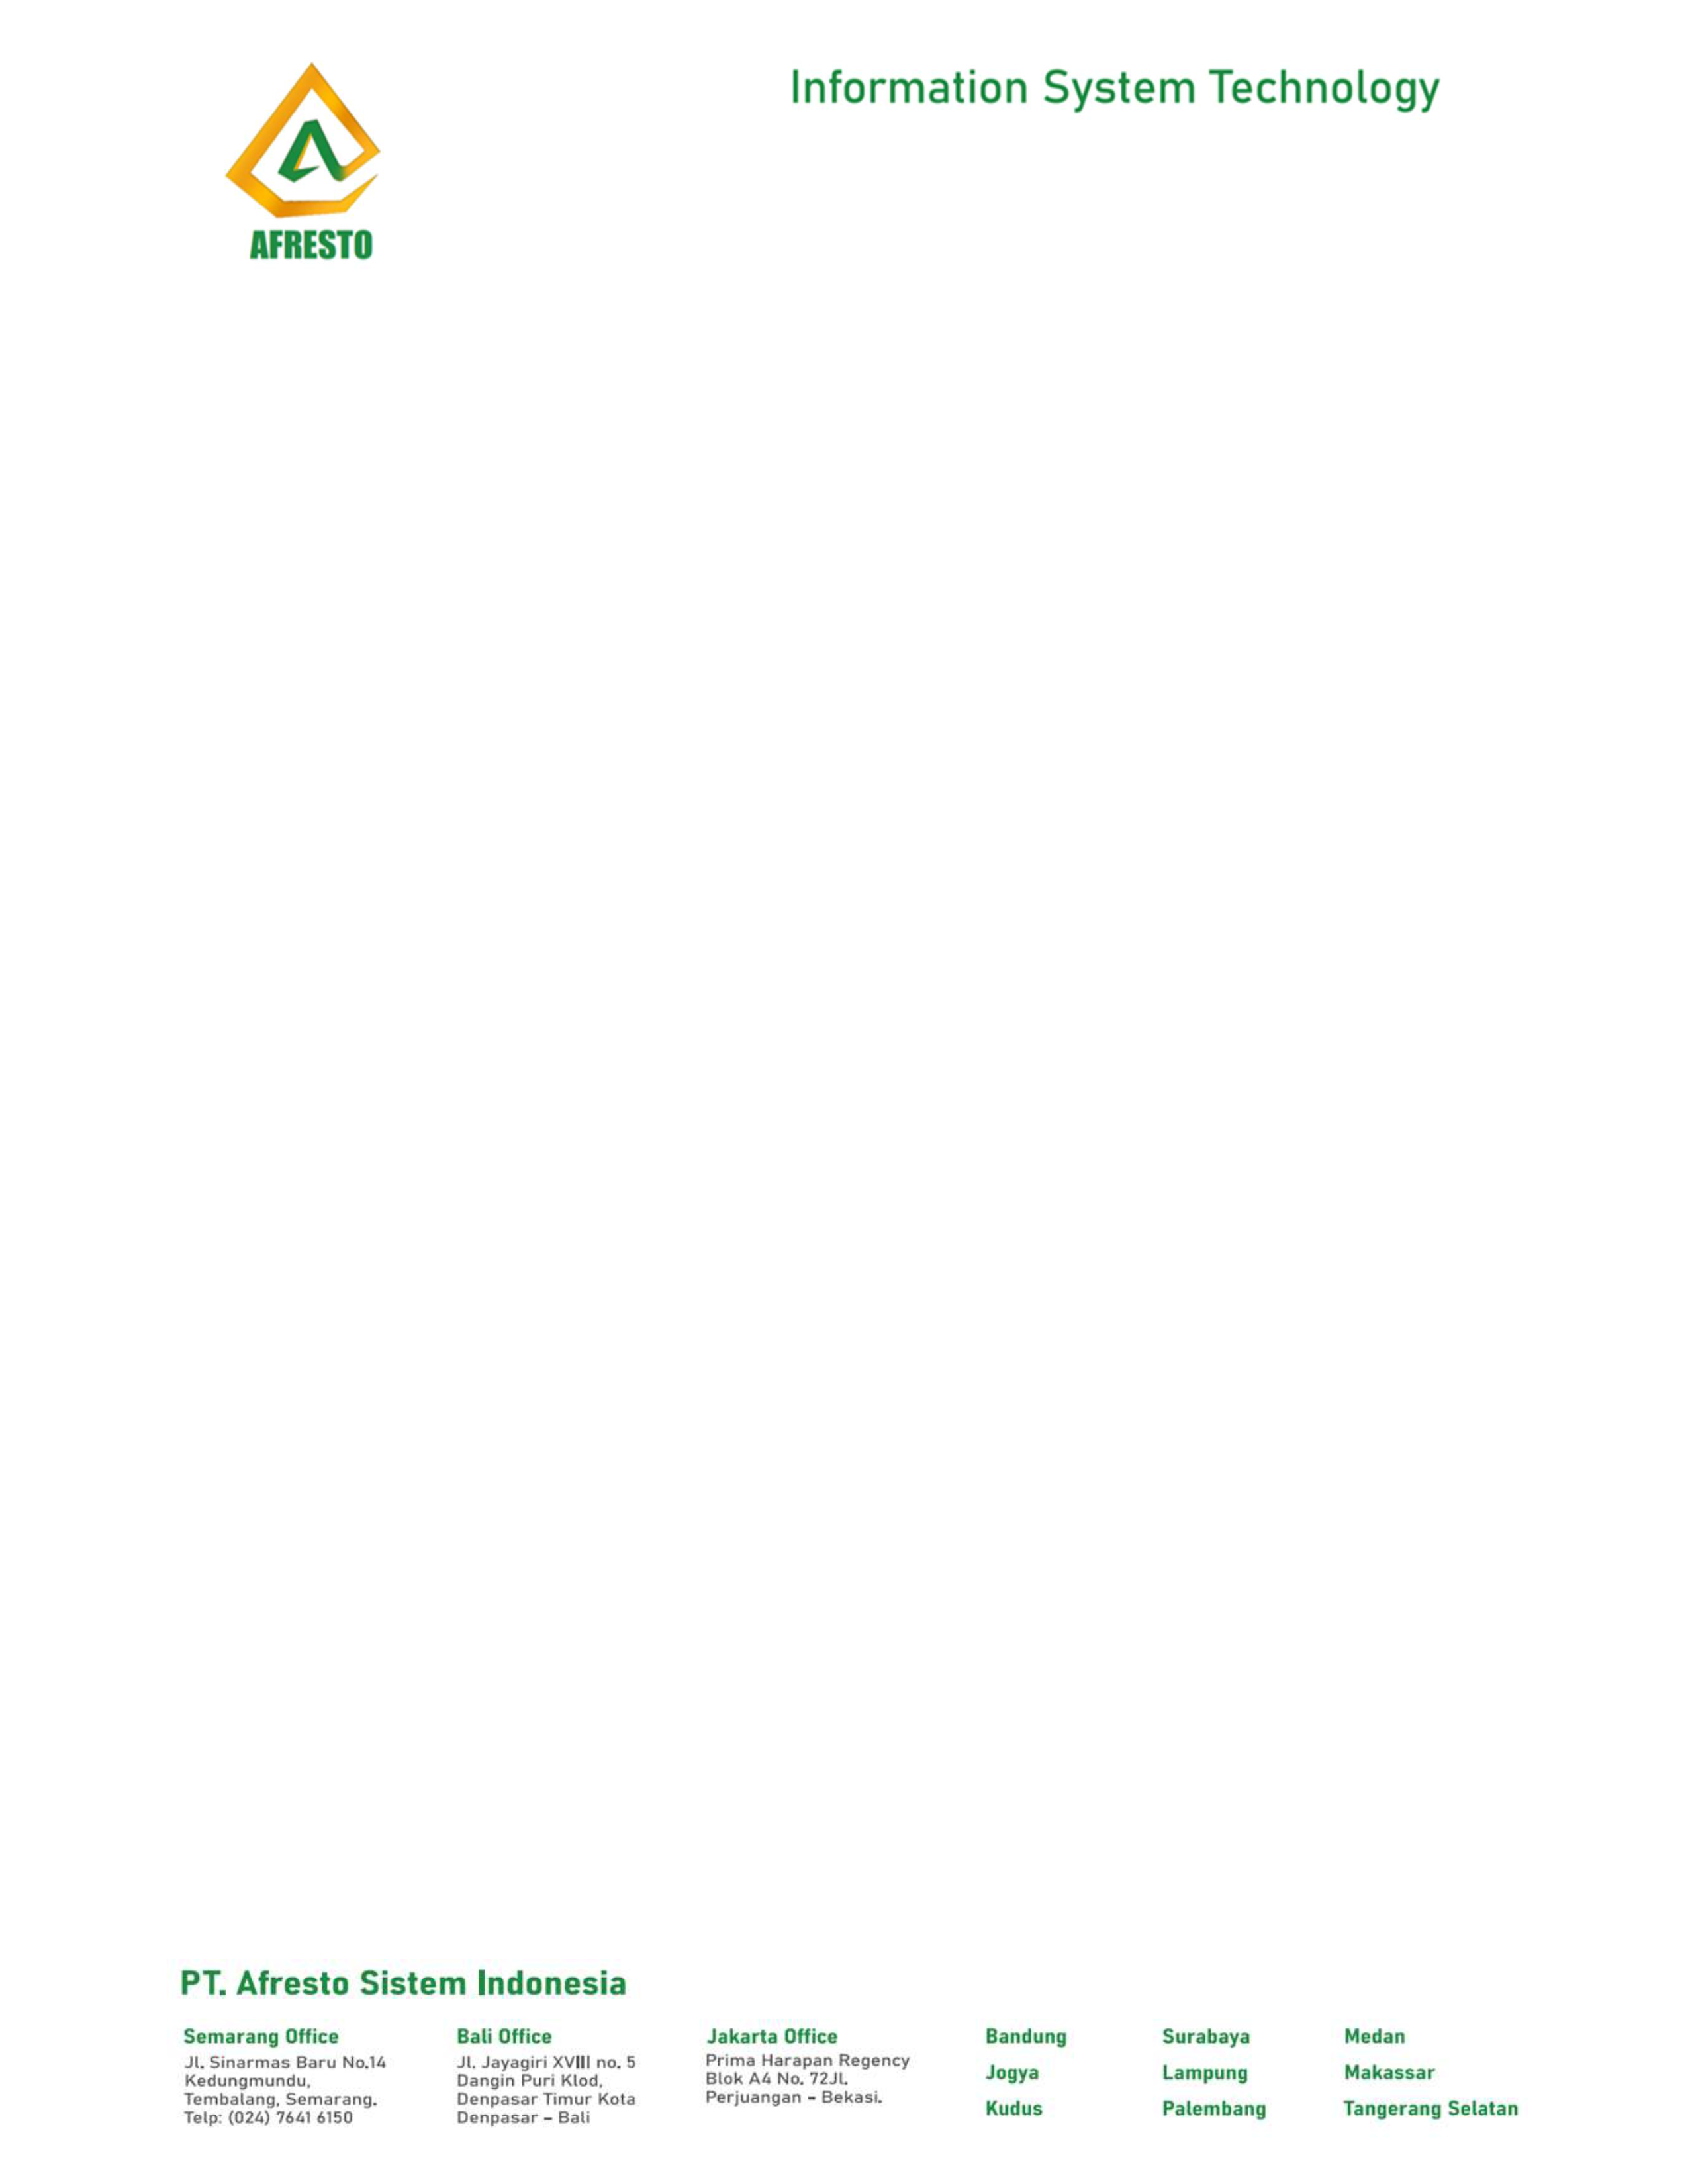 Information System Technology
AFRESTO
PT. Afresto Sistem Indonesia
Semarang Office
Jl. Sinarmas Baru No.14
Kedungmundu,
Tembalang, Semarang.
Telp: (024) 7641 6150
Bali Office
Jl. Jayagiri XVIII no. 5
Dangin Puri Klod,
Denpasar Timur Kota
Denpasar - Bali
Jakarta Office
Prima Harapan Regency
Blok A4 No. 72Jl.
Perjuangan - Bekasi.
Bandung
Jogya
Kudus
Surabaya
Lampung
Palembang
Medan
Makassar
Tangerang Selatan